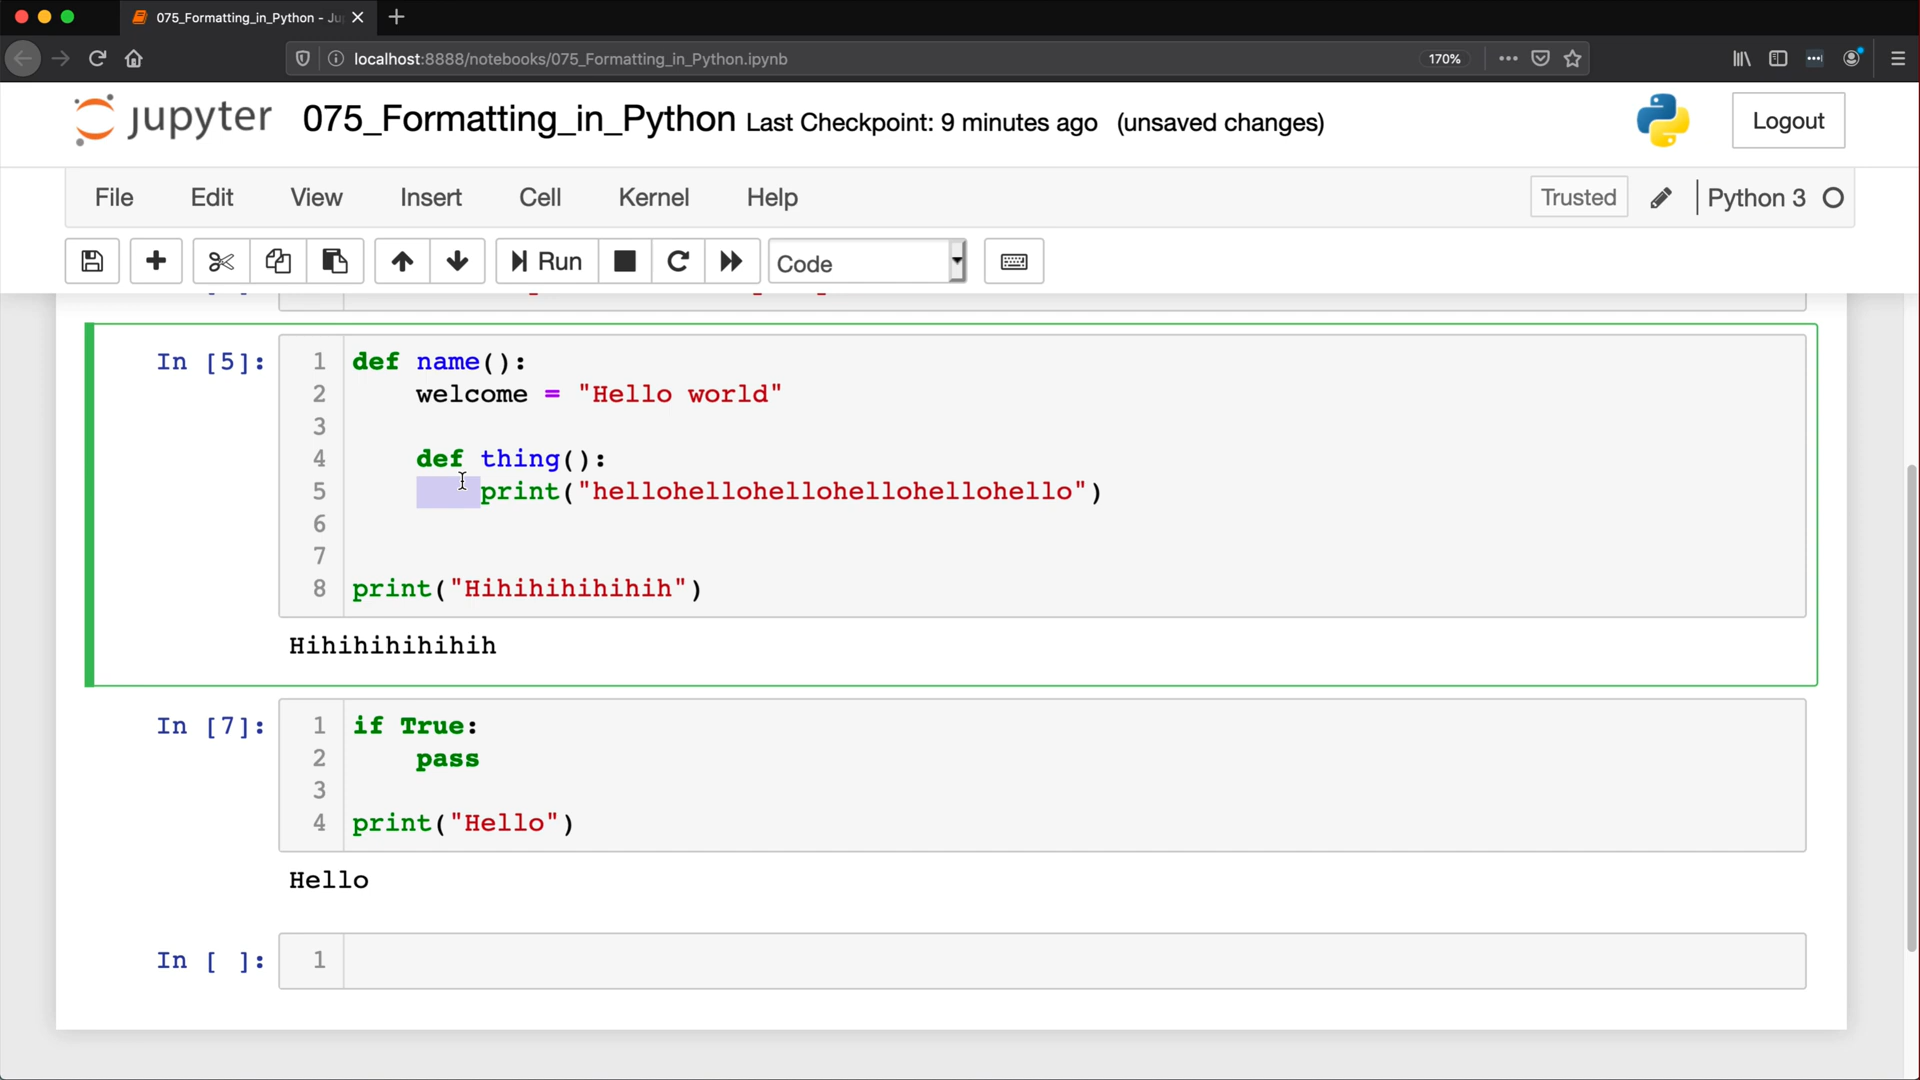 075_Formatting_in_Python - Ju
localhost:8888/notebooks/075_Formatting_in_Python.ipynb
170%
jupyter 075_Formatting_in_Python Last Checkpoint: 9 minutes ago (unsaved changes)
Logout
File Edit View Insert Cell Kernel Help
Trusted Python 3
Run Code
In [5]:
1 def name():
2 welcome = "Hello world"
3
4 def thing():
5 print("hellohellohellohellohellohello")
6
7
8 print("Hihihihihihih")
Hihihihihihih
In [7]:
1 if True:
2 pass
3
4 print("Hello")
Hello
In [ ]:
1